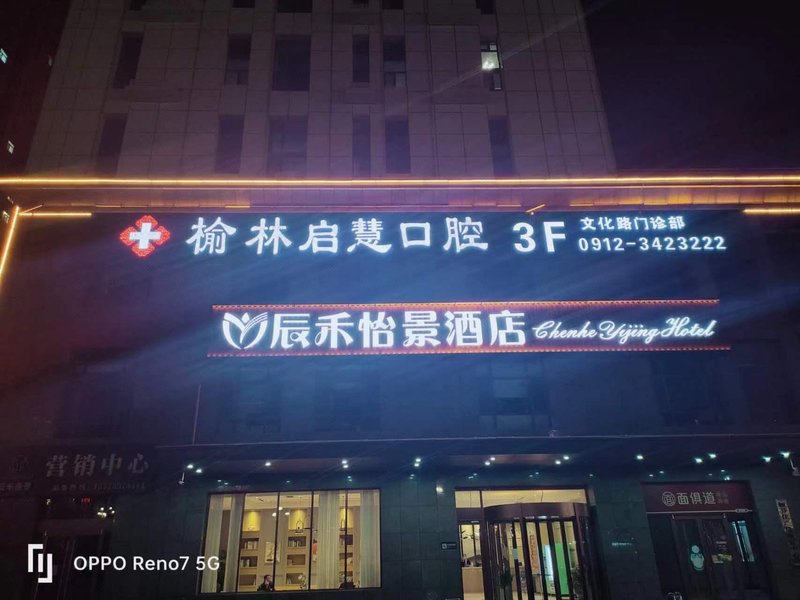 榆林启慧口腔 3F 文化路门诊部
0912-3423222
辰禾怡景酒店 Chenhe Yijing Hotel
营销中心
面俱道
OPPO Reno7 5G